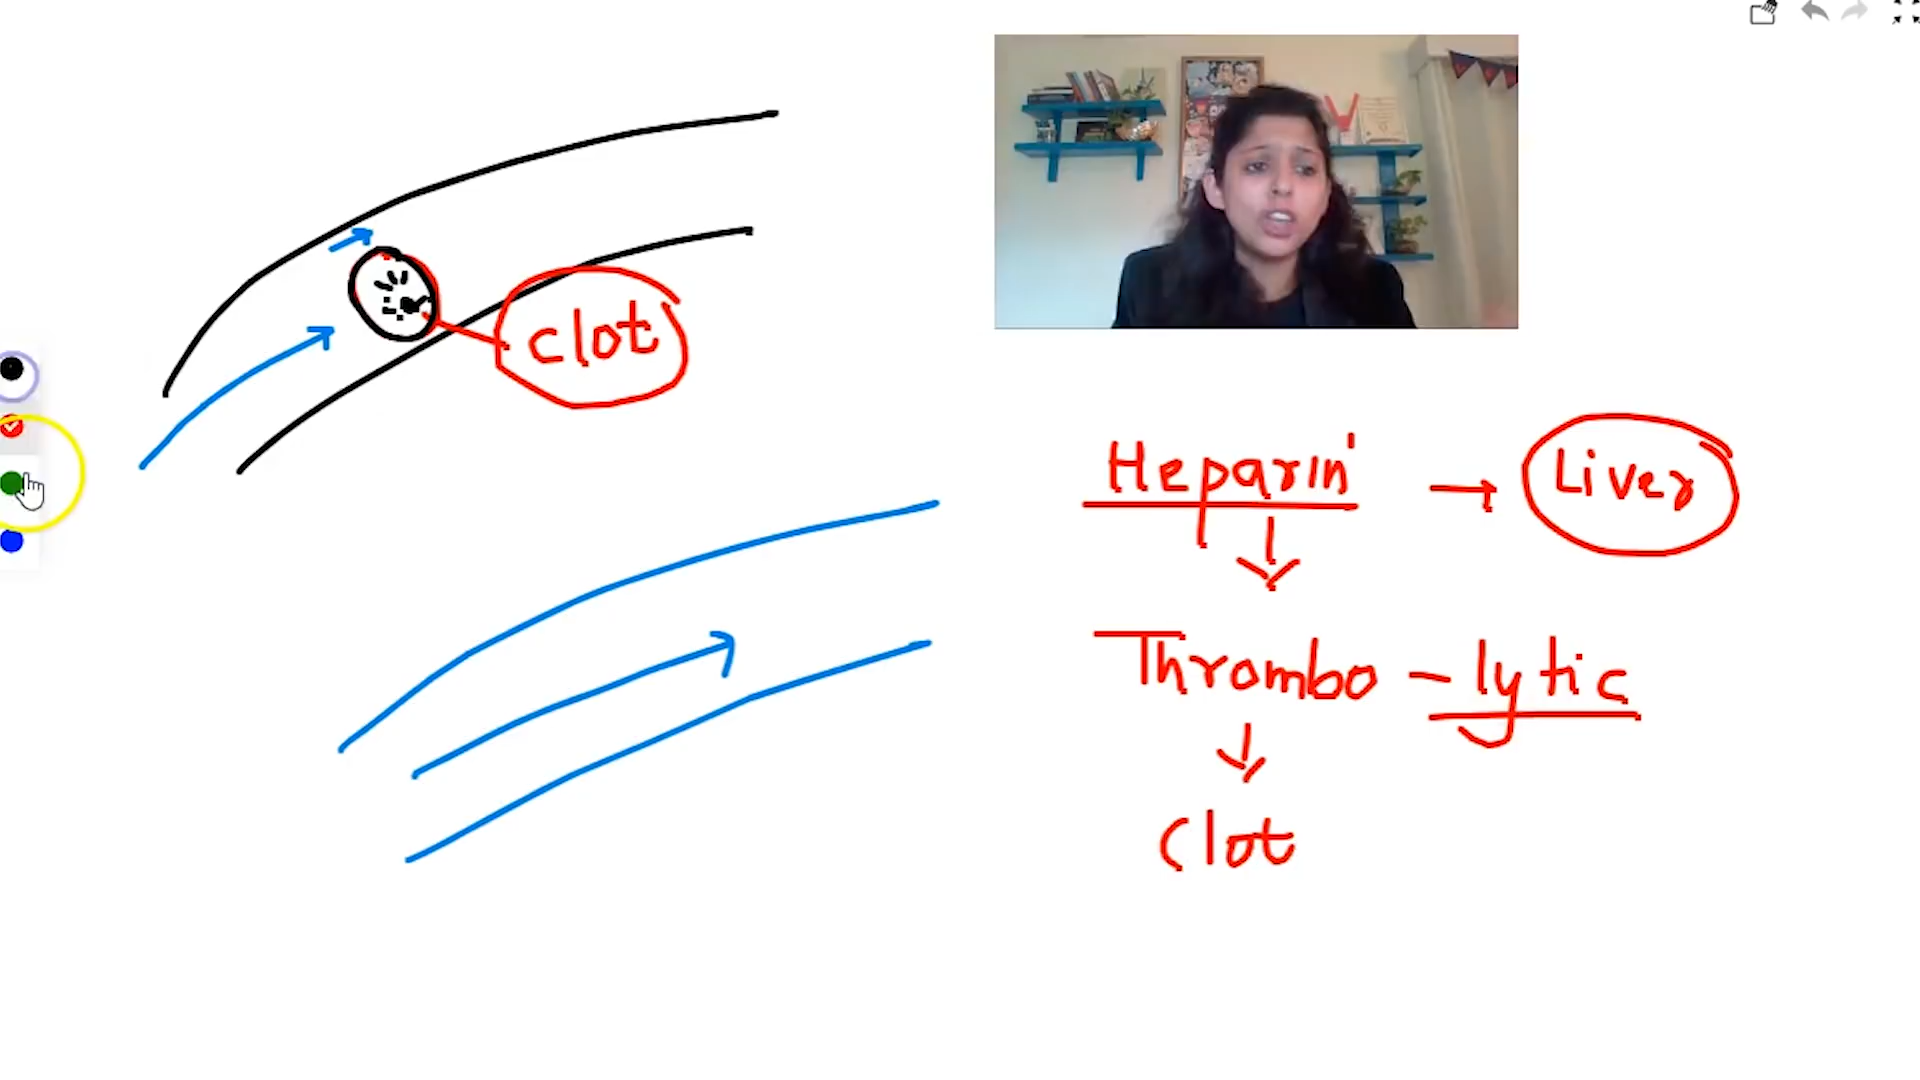 clot
Heparin → Liver
Thrombo - lytic
Clot